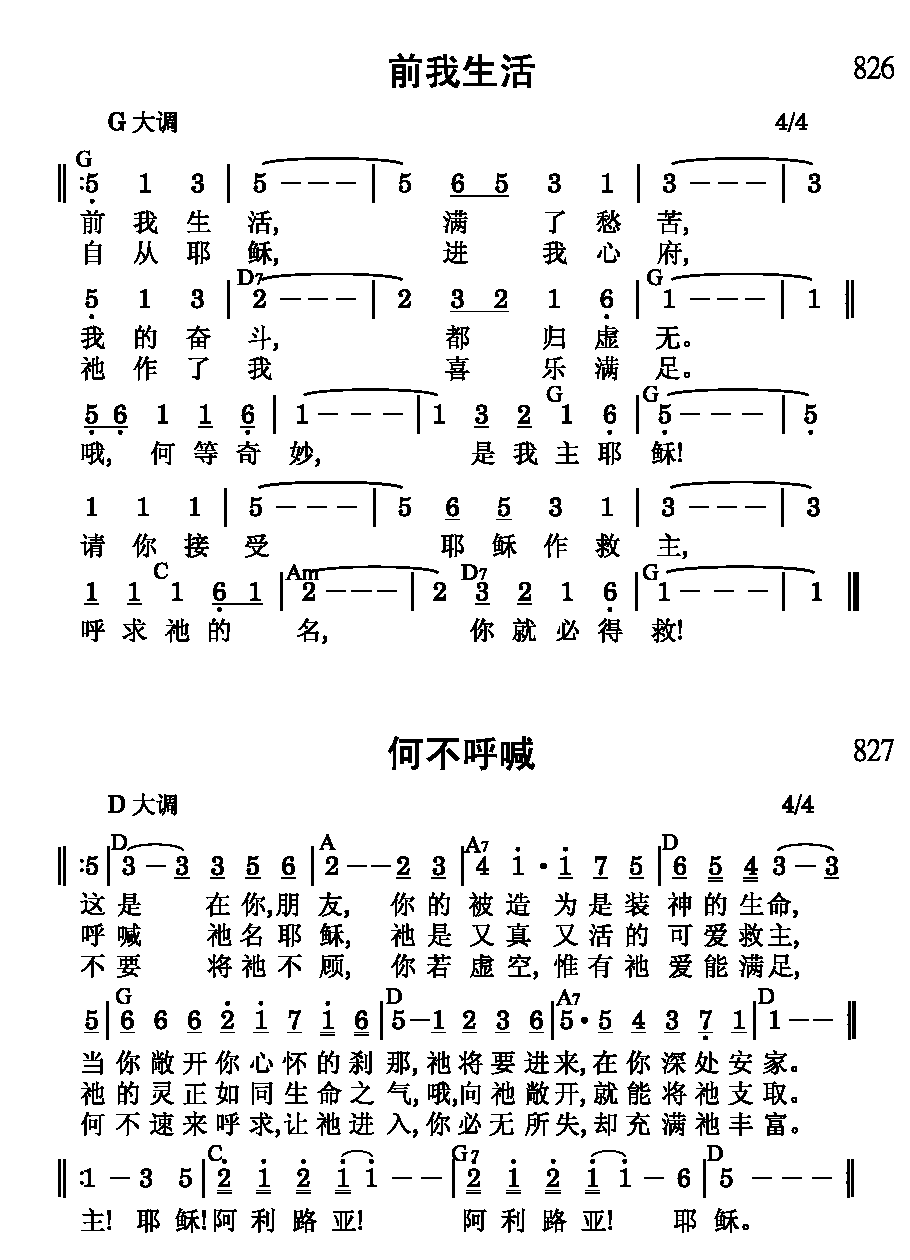 前我生活 826
G 大调 4/4
G
:5 1 3 | 5 - - - | 5 6 5 3 1 | 3 - - - | 3
前 我 生 活, 满 了 愁 苦,
自 从 耶 稣, 进 我 心 府,
D7 G
5 1 3 | 2 - - - | 2 3 2 1 6 | 1 - - - | 1
我 的 奋 斗, 都 归 虚 无。
祂 作 了 我 喜 乐 满 足。
G G
5 6 1 1 6 | 1 - - - | 1 3 2 1 6 | 5 - - - | 5
哦, 何 等 奇 妙, 是 我 主 耶 稣!
1 1 1 | 5 - - - | 5 6 5 3 1 | 3 - - - | 3
请 你 接 受 耶 稣 作 救 主,
C Am D7 G
1 1 1 6 1 | 2 - - - | 2 3 2 1 6 | 1 - - - | 1
呼 求 祂 的 名, 你 就 必 得 救!
何不呼喊 827
D 大调 4/4
D A A7 D
:5 | 3 - 3 3 5 6 | 2 - - 2 3 | 4 1 · 1 7 5 | 6 5 4 3 - 3
这 是 在 你,朋 友, 你 的 被 造 为 是 装 神 的 生 命,
呼 喊 祂 名 耶 稣, 祂 是 又 真 又 活 的 可 爱 救 主,
不 要 将 祂 不 顾, 你 若 虚 空, 惟 有 祂 爱 能 满 足,
G D A7 D
5 | 6 6 6 2 1 7 1 6 | 5 - 1 2 3 6 | 5 · 5 4 3 7 1 | 1 - -
当 你 敞 开 你 心 怀 的 刹 那, 祂 将 要 进 来, 在 你 深 处 安 家。
祂 的 灵 正 如 同 生 命 之 气, 哦, 向 祂 敞 开, 就 能 将 祂 支 取。
何 不 速 来 呼 求, 让 祂 进 入, 你 必 无 所 失, 却 充 满 祂 丰 富。
C G7 D
:1 - 3 5 | 2 1 2 1 1 - - | 2 1 2 1 1 - 6 | 5 - -
主! 耶 稣! 阿 利 路 亚! 阿 利 路 亚! 耶 稣。